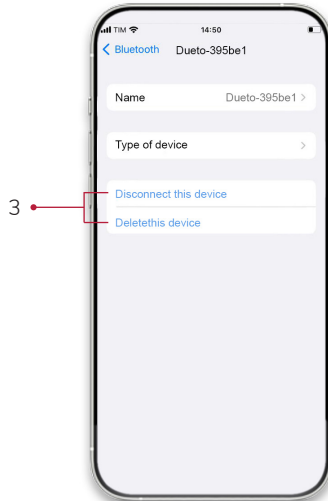 TIM 14:50
Bluetooth Dueto-395be1
Name Dueto-395be1 >
Type of device >
3
Disconnect this device
Deletethis device